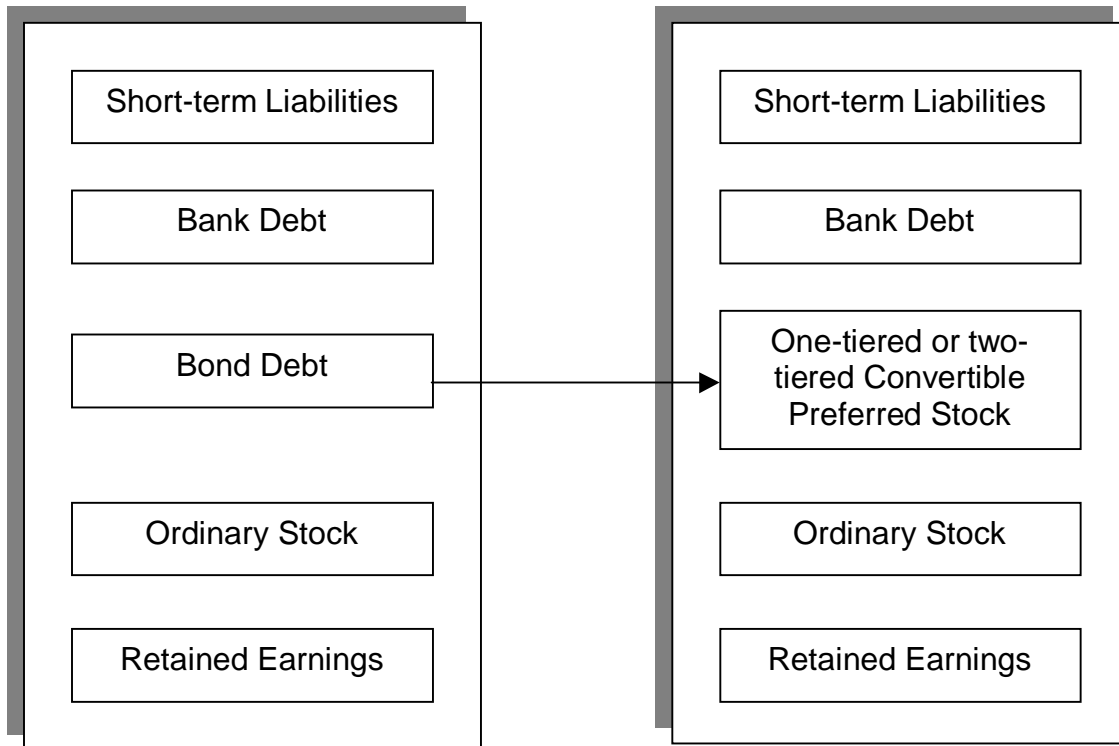 Short-term Liabilities
Bank Debt
Bond Debt
Ordinary Stock
Retained Earnings
Short-term Liabilities
Bank Debt
One-tiered or two-
tiered Convertible
Preferred Stock
Ordinary Stock
Retained Earnings